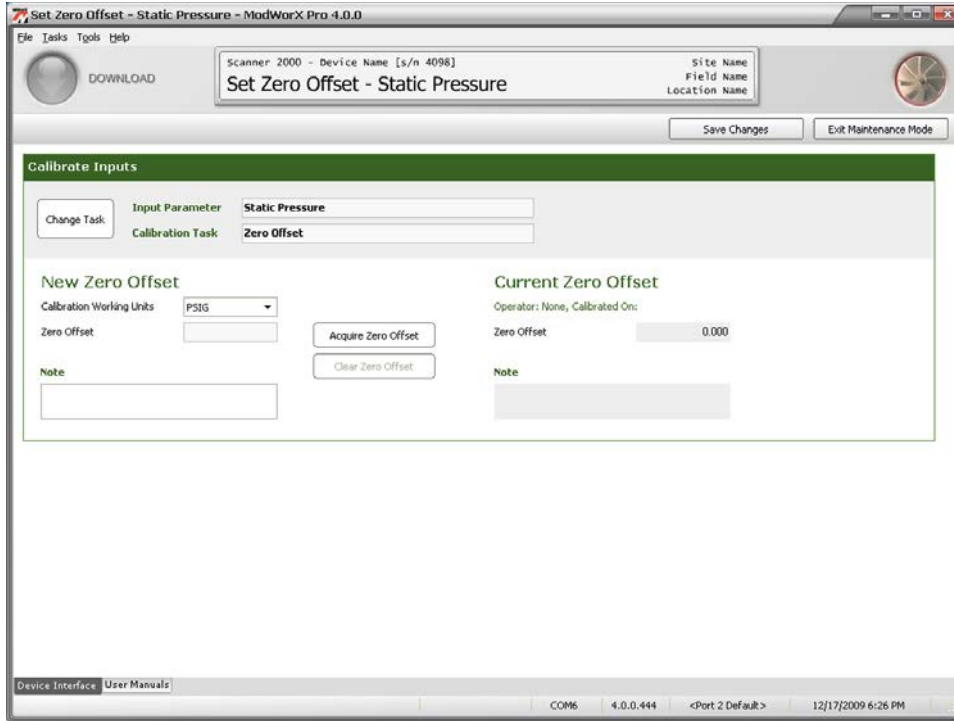 Set Zero Offset - Static Pressure - ModWorX Pro 4.0.0
File Tasks Tools Help
DOWNLOAD
Scanner 2000 - Device Name [s/n 4098]
Set Zero Offset - Static Pressure
Site Name
Field Name
Location Name
Save Changes
Exit Maintenance Mode
Calibrate Inputs
Change Task
Input Parameter
Static Pressure
Calibration Task
Zero Offset
New Zero Offset
Calibration Working Units
PSIG
Zero Offset
Acquire Zero Offset
Clear Zero Offset
Note
Current Zero Offset
Operator: None, Calibrated On:
Zero Offset
0.000
Note
Device Interface
User Manuals
COM6
4.0.0.444
<Port 2 Default>
12/17/2009 6:26 PM